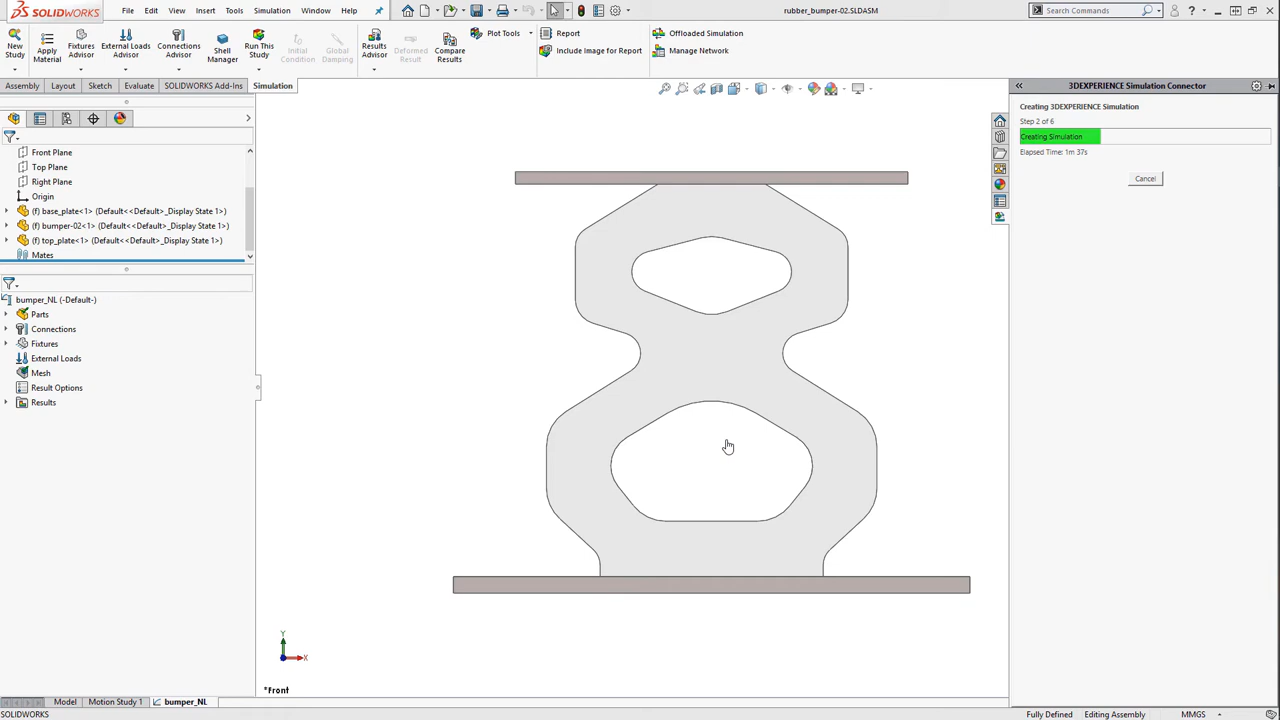 SOLIDWORKS
File
Edit
View
Insert
Tools
Simulation
Window
Help
rubber_bumper-02.SLDASM
Search Commands
New Study
Apply Material
Fixtures Advisor
External Loads Advisor
Connections Advisor
Shell Manager
Run This Study
Initial Condition
Global Damping
Results Advisor
Deformed Result
Compare Results
Plot Tools
Report
Include Image for Report
Offloaded Simulation
Manage Network
Assembly
Layout
Sketch
Evaluate
SOLIDWORKS Add-Ins
Simulation
3DEXPERIENCE Simulation Connector
Creating 3DEXPERIENCE Simulation
Step 2 of 6
Creating Simulation
Elapsed Time: 1m 37s
Cancel
Front Plane
Top Plane
Right Plane
Origin
(f) base_plate<1> (Default<<Default>_Display State 1>)
(f) bumper-02<1> (Default<<Default>_Display State 1>)
(f) top_plate<1> (Default<<Default>_Display State 1>)
Mates
bumper_NL (-Default-)
Parts
Connections
Fixtures
External Loads
Mesh
Result Options
Results
Y
X
*Front
Model
Motion Study 1
bumper_NL
SOLIDWORKS
Fully Defined
Editing Assembly
MMGS